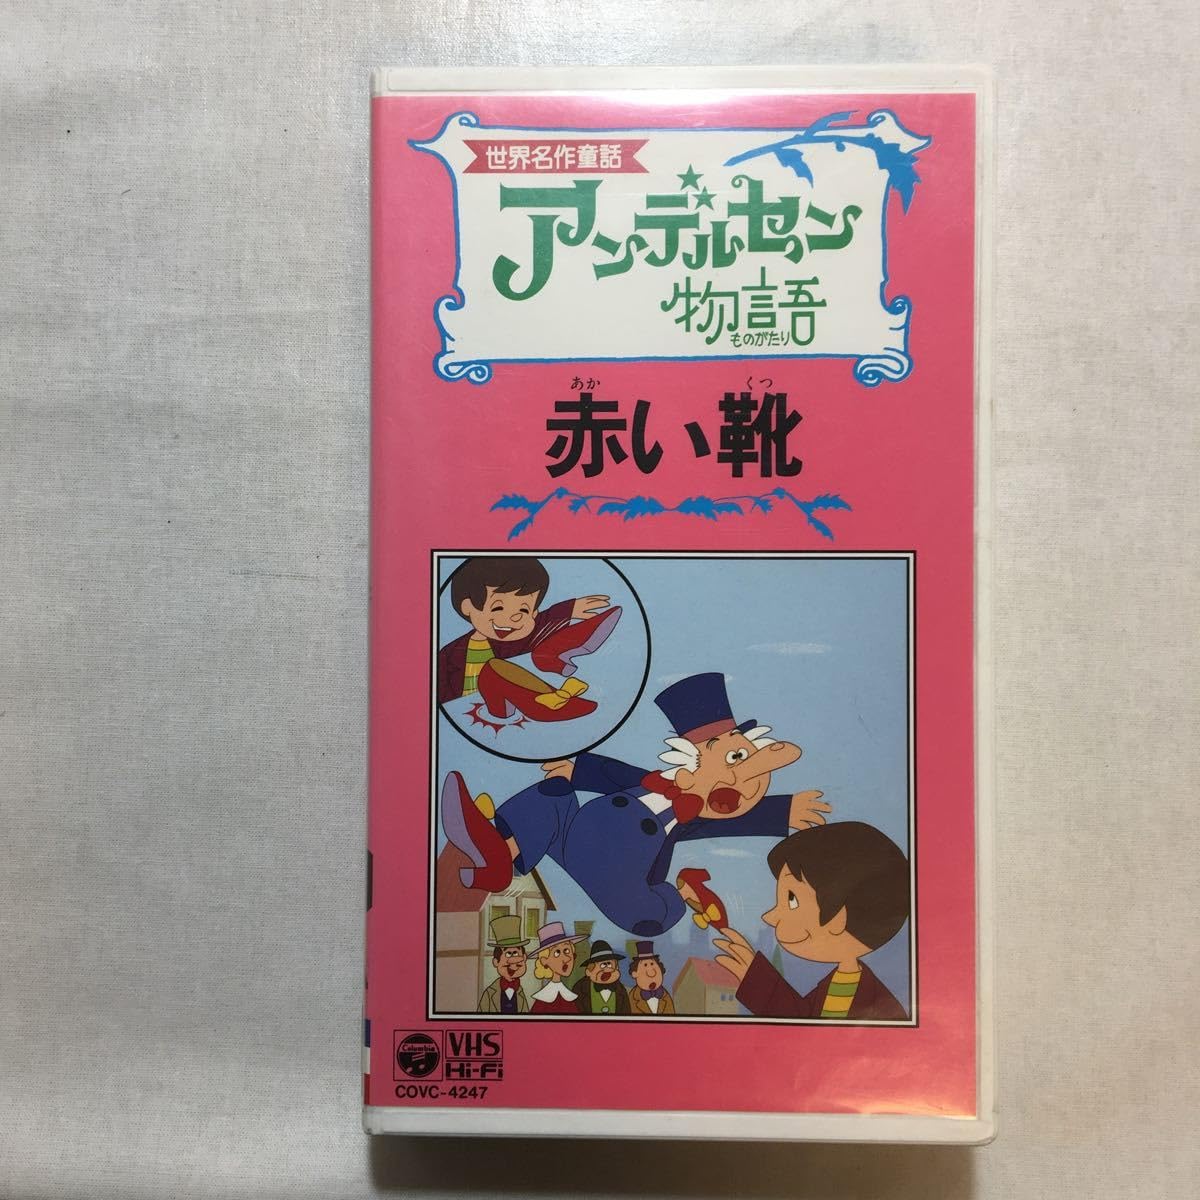 世界名作童話
アンデルセン
物語
ものがたり
あか くつ
赤い靴
Columbia
VHS
Hi-Fi
COVC-4247